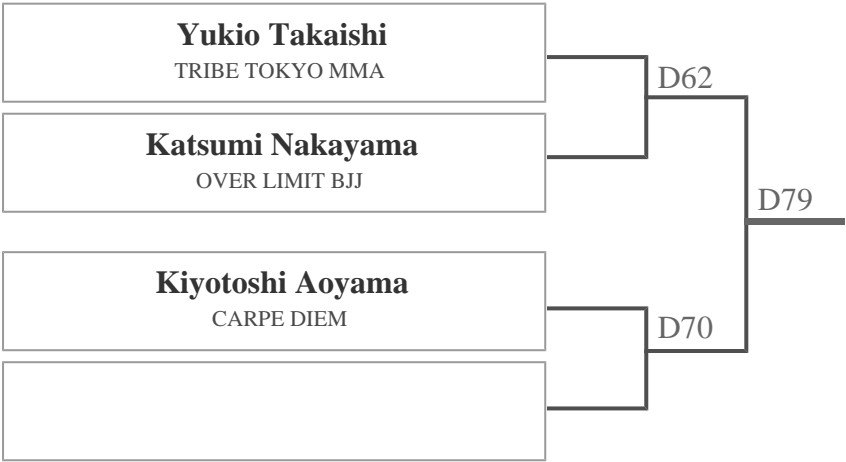 Yukio Takaishi
TRIBE TOKYO MMA
D62
Katsumi Nakayama
OVER LIMIT BJJ
D79
Kiyotoshi Aoyama
CARPE DIEM
D70